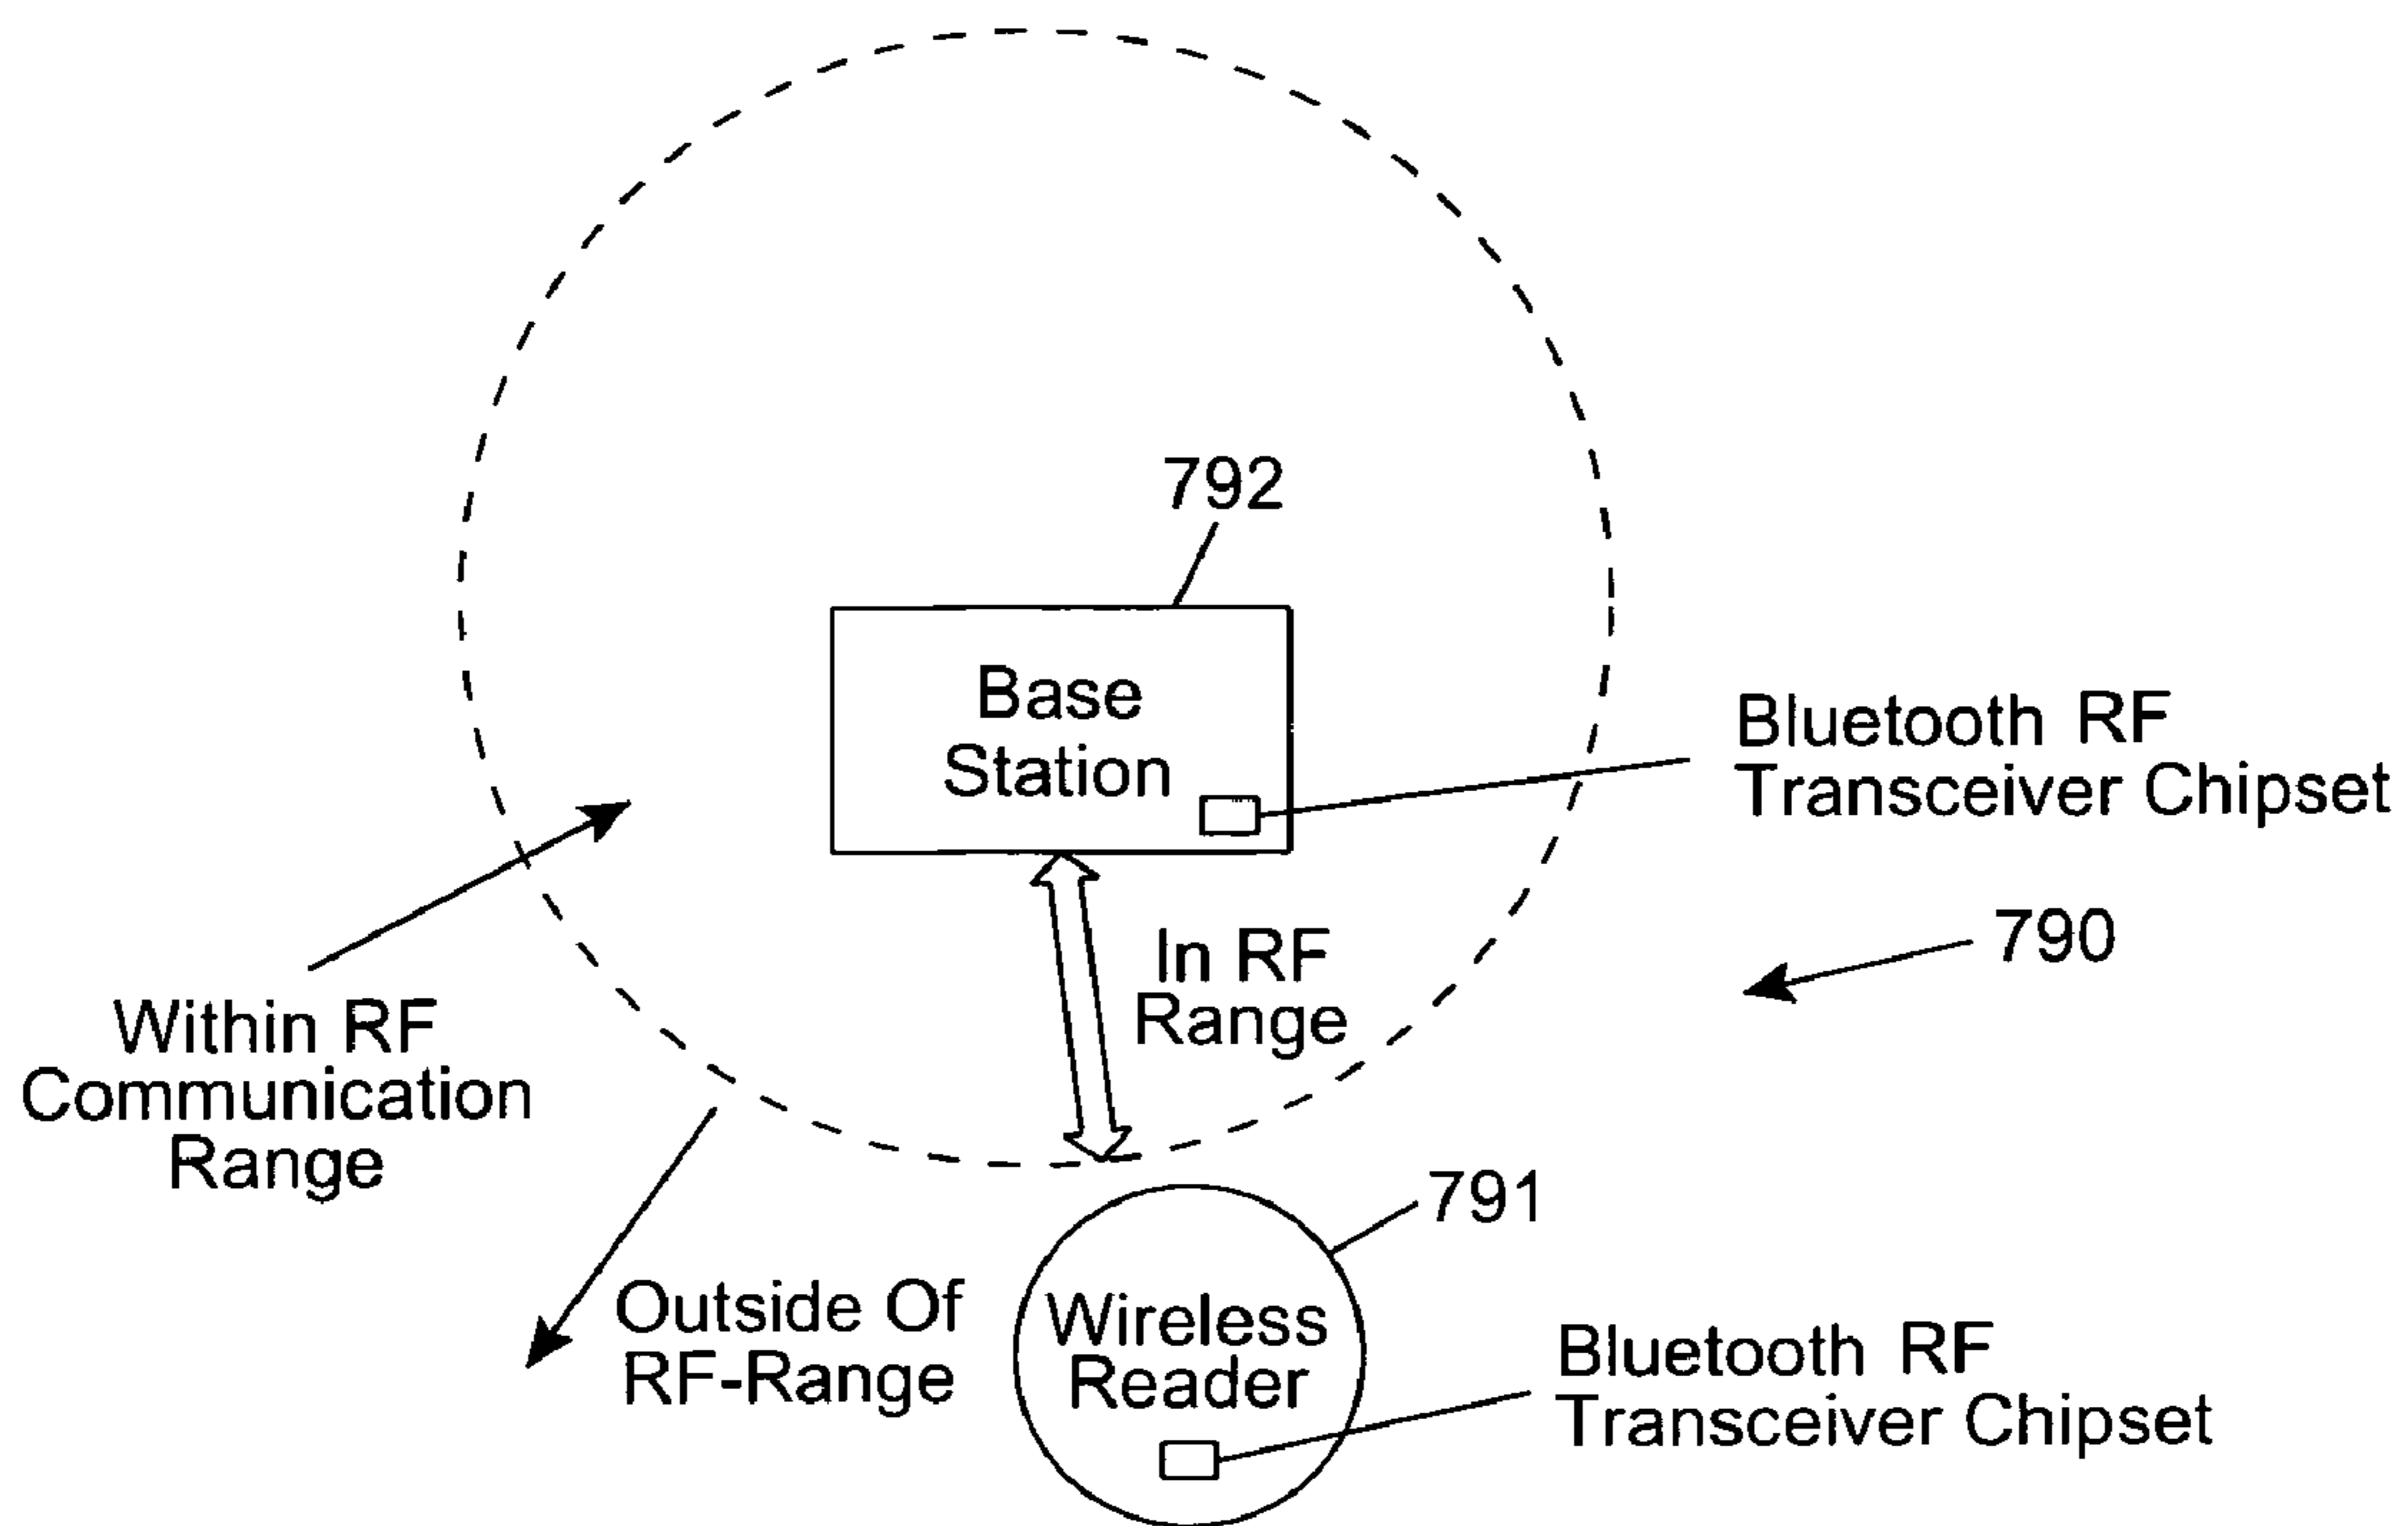 792
Base
Station
Bluetooth RF
Transceiver Chipset
790
In RF
Range
Within RF
Communication
Range
791
Outside Of
RF-Range
Wireless
Reader
Bluetooth RF
Transceiver Chipset